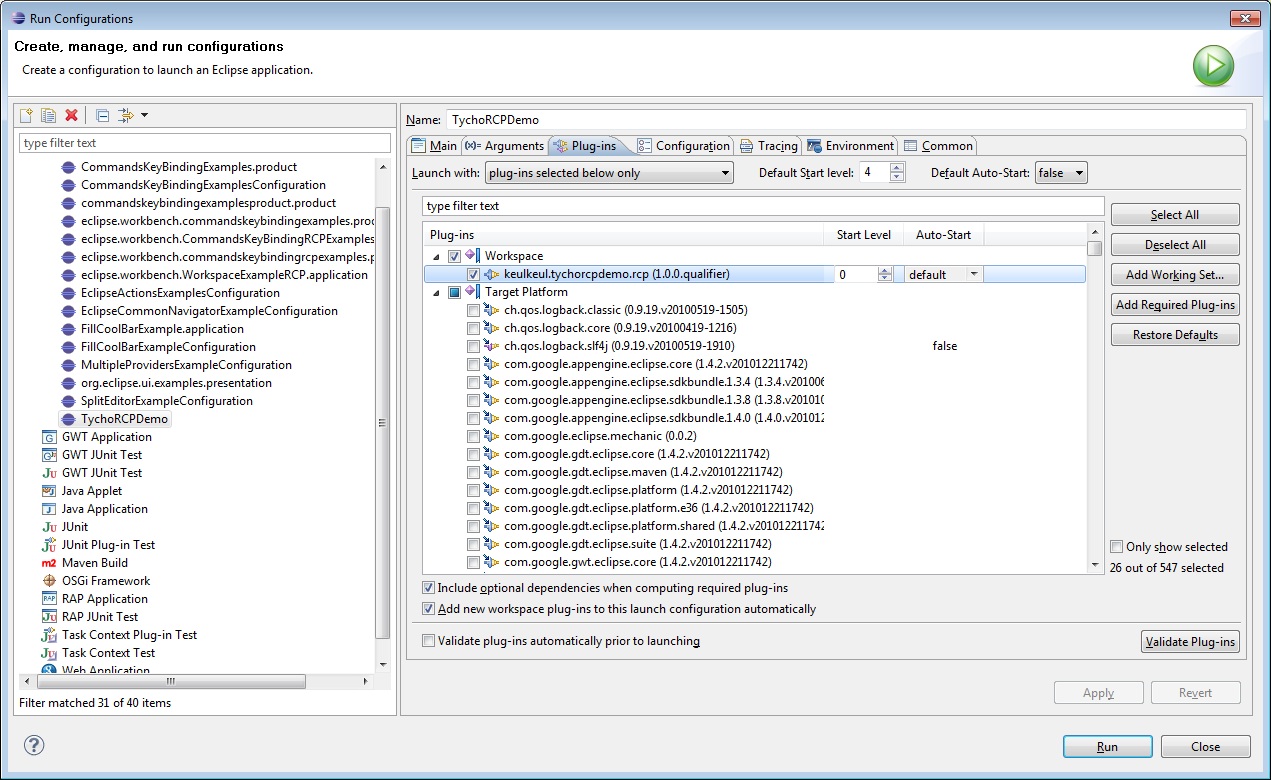 Run Configurations
Create, manage, and run configurations
Create a configuration to launch an Eclipse application.
type filter text
CommandsKeyBindingExamples.product
CommandsKeyBindingExamplesConfiguration
commandskeybindingexamplesproduct.product
eclipse.workbench.commandskeybindingexamples.pro
eclipse.workbench.CommandsKeyBindingRCPExamples
eclipse.workbench.commandskeybindingrcpexamples.p
eclipse.workbench.WorkspaceExampleRCP.application
EclipseActionsExamplesConfiguration
EclipseCommonNavigatorExampleConfiguration
FillCoolBarExample.application
FillCoolBarExampleConfiguration
MultipleProvidersExampleConfiguration
org.eclipse.ui.examples.presentation
SplitEditorExampleConfiguration
TychoRCPDemo
GWT Application
GWT JUnit Test
GWT JUnit Test
Java Applet
Java Application
JUnit
JUnit Plug-in Test
m2 Maven Build
OSGi Framework
RAP Application
RAP JUnit Test
Task Context Plug-in Test
Task Context Test
Web Application
Filter matched 31 of 40 items
Name: TychoRCPDemo
Main (x)= Arguments Plug-ins Configuration Tracing Environment Common
Launch with: plug-ins selected below only Default Start level: 4 Default Auto-Start: false
type filter text
Plug-ins Start Level Auto-Start
Workspace
keulkeul.tychorcpdemo.rcp (1.0.0.qualifier) 0 default
Target Platform
ch.qos.logback.classic (0.9.19.v20100519-1505)
ch.qos.logback.core (0.9.19.v20100419-1216)
ch.qos.logback.slf4j (0.9.19.v20100519-1910) false
com.google.appengine.eclipse.core (1.4.2.v201012211742)
com.google.appengine.eclipse.sdkbundle.1.3.4 (1.3.4.v20100
com.google.appengine.eclipse.sdkbundle.1.3.8 (1.3.8.v20101
com.google.appengine.eclipse.sdkbundle.1.4.0 (1.4.0.v20101
com.google.eclipse.mechanic (0.0.2)
com.google.gdt.eclipse.core (1.4.2.v201012211742)
com.google.gdt.eclipse.maven (1.4.2.v201012211742)
com.google.gdt.eclipse.platform (1.4.2.v201012211742)
com.google.gdt.eclipse.platform.e36 (1.4.2.v201012211742)
com.google.gdt.eclipse.platform.shared (1.4.2.v20101221174
com.google.gdt.eclipse.suite (1.4.2.v201012211742)
com.google.gwt.eclipse.core (1.4.2.v201012211742)
Select All
Deselect All
Add Working Set...
Add Required Plug-ins
Restore Defaults
Only show selected
26 out of 547 selected
Include optional dependencies when computing required plug-ins
Add new workspace plug-ins to this launch configuration automatically
Validate plug-ins automatically prior to launching
Validate Plug-ins
Apply Revert
? Run Close